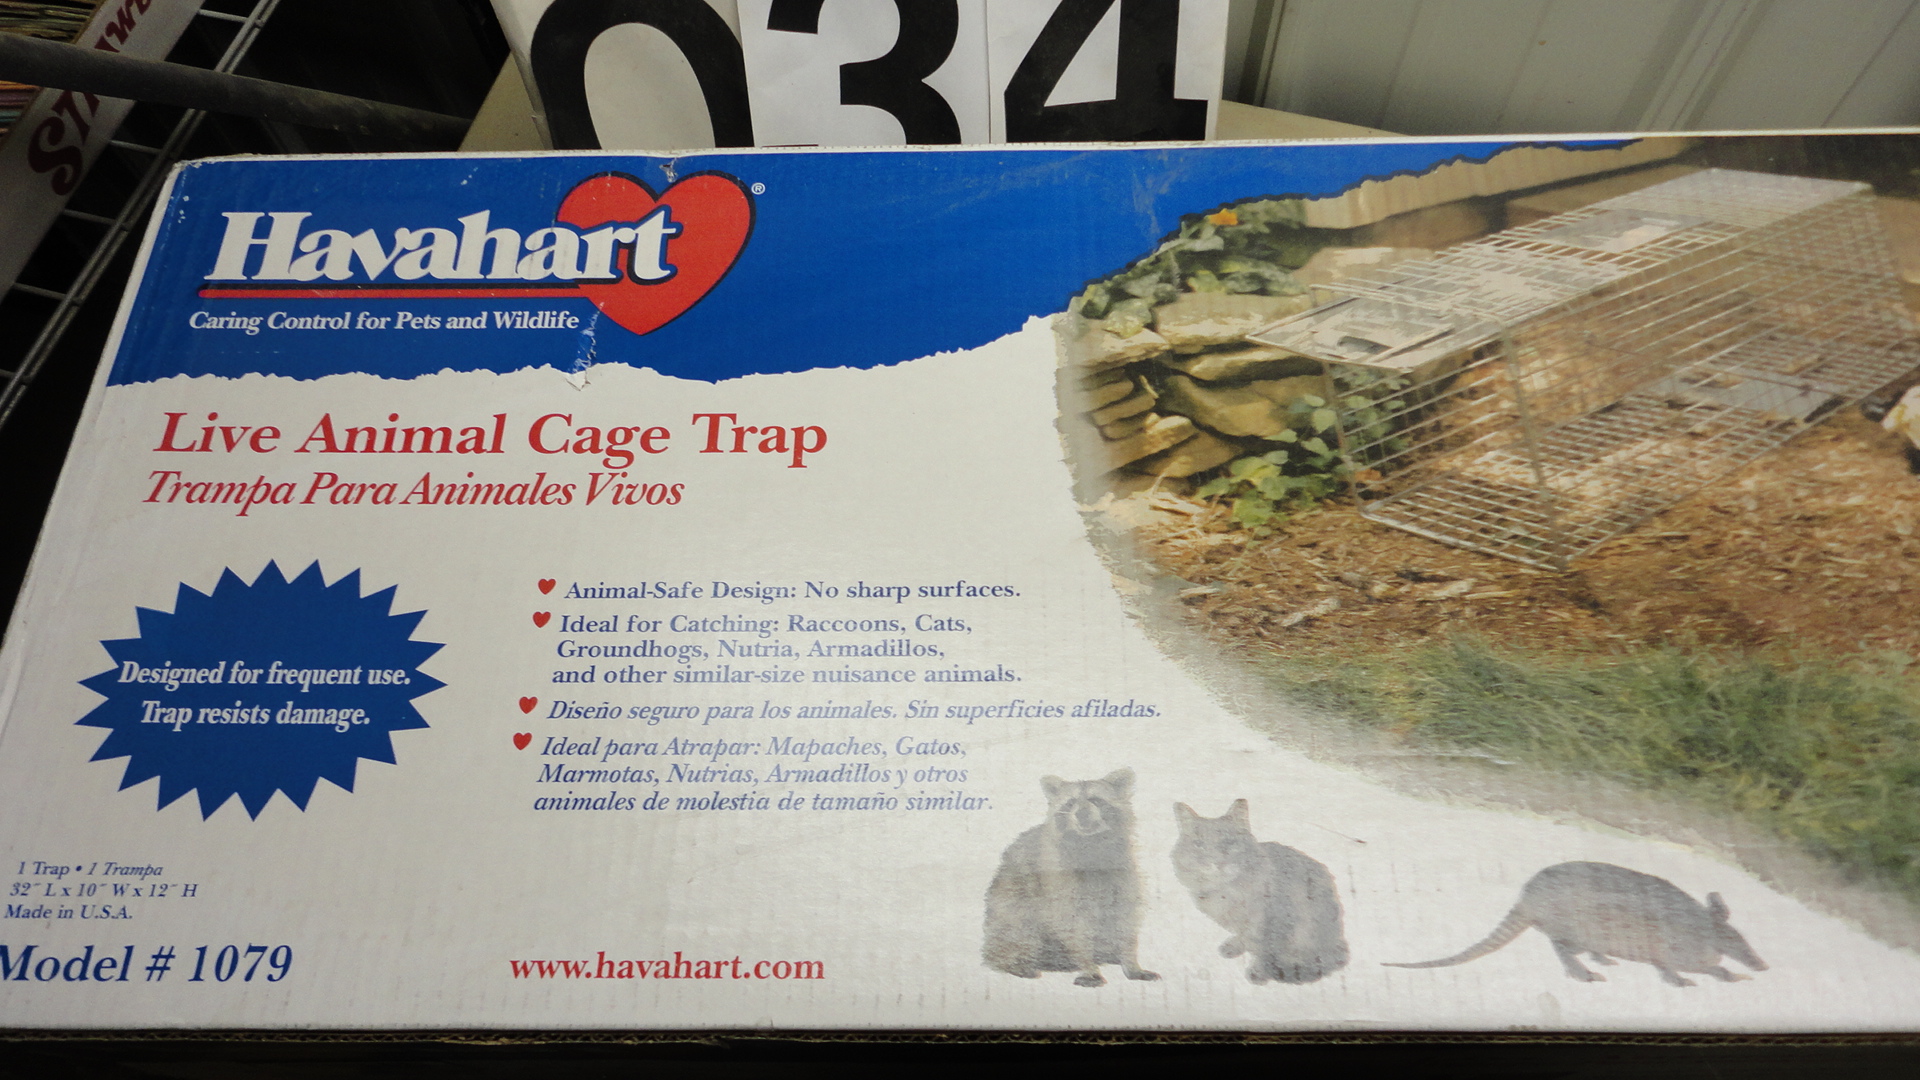 034
Havahart®
Caring Control for Pets and Wildlife
Live Animal Cage Trap
Trampa Para Animales Vivos
Designed for frequent use.
Trap resists damage.
Animal-Safe Design: No sharp surfaces.
Ideal for Catching: Raccoons, Cats,
Groundhogs, Nutria, Armadillos,
and other similar-size nuisance animals.
Diseño seguro para los animales. Sin superficies afiladas.
Ideal para Atrapar: Mapaches, Gatos,
Marmotas, Nutrias, Armadillos y otros
animales de molestia de tamaño similar.
1 Trap • 1 Trampa
32" L x 10" W x 12" H
Made in U.S.A.
Model # 1079
www.havahart.com